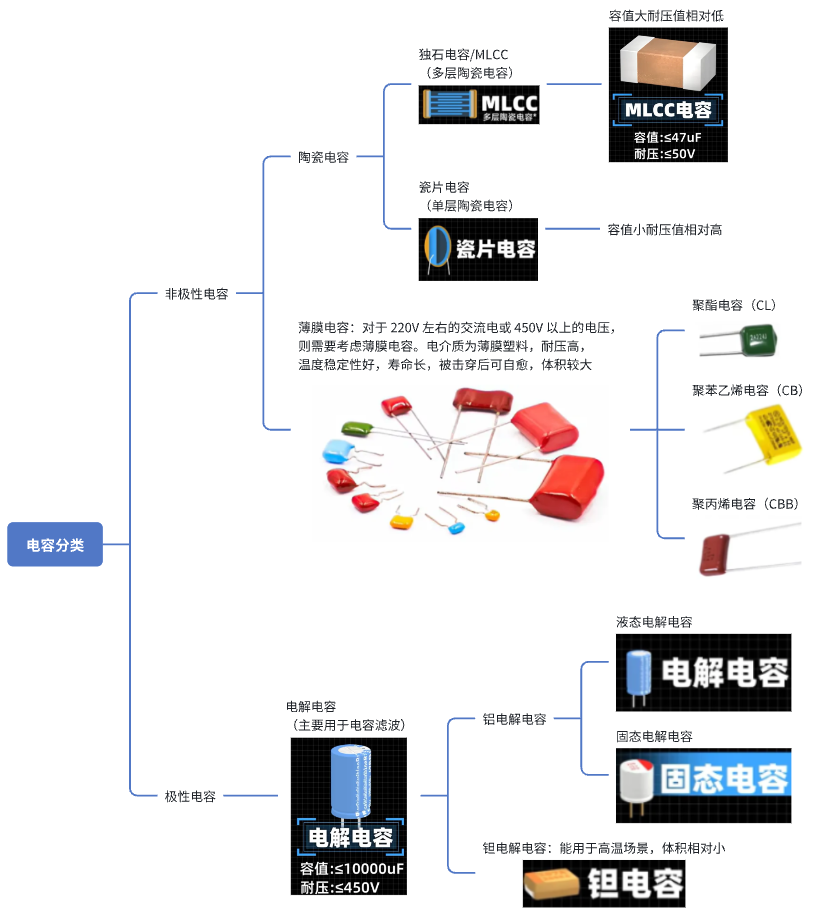 电容分类
非极性电容
陶瓷电容
独石电容/MLCC
（多层陶瓷电容）
MLCC
多层陶瓷电容*
容值大耐压值相对低
MLCC电容
容值:≤47uF
耐压:≤50V
瓷片电容
（单层陶瓷电容）
瓷片电容
容值小耐压值相对高
薄膜电容：对于 220V 左右的交流电或 450V 以上的电压，
则需要考虑薄膜电容。电介质为薄膜塑料，耐压高，
温度稳定性好，寿命长，被击穿后可自愈，体积较大
聚酯电容（CL）
聚苯乙烯电容（CB）
聚丙烯电容（CBB）
极性电容
电解电容
（主要用于电容滤波）
电解电容
容值:≤10000uF
耐压:≤450V
铝电解电容
液态电解电容
电解电容
固态电解电容
固态电容
钽电解电容：能用于高温场景，体积相对小
钽电容